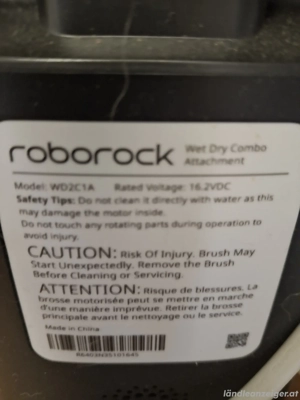 roborock
Wet Dry Combo
Attachment
Model: WD2C1A Rated Voltage: 16.2VDC
Safety Tips: Do not clean it directly with water as this
may damage the motor inside.
Do not touch any rotating parts during operation to
avoid injury.
CAUTION: Risk Of Injury. Brush May
Start Unexpectedly. Remove the Brush
Before Cleaning or Servicing.
ATTENTION: Risque de blessures. La
brosse motorisée peut se mettre en marche
d'une manière imprévue. Retirer la brosse
principale avant le nettoyage ou le service.
Made in China
ländleanzeiger.at